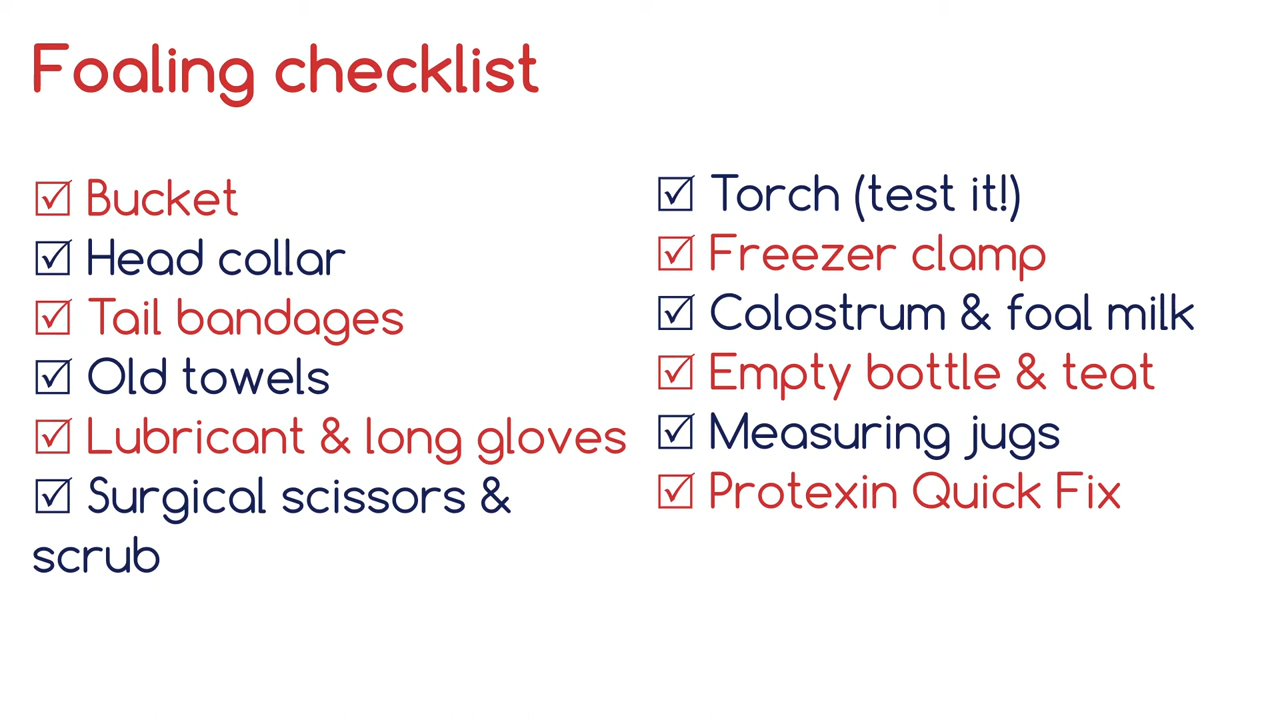 Foaling checklist
☑ Bucket
☑ Head collar
☑ Tail bandages
☑ Old towels
☑ Lubricant & long gloves
☑ Surgical scissors &
scrub
☑ Torch (test it!)
☑ Freezer clamp
☑ Colostrum & foal milk
☑ Empty bottle & teat
☑ Measuring jugs
☑ Protexin Quick Fix